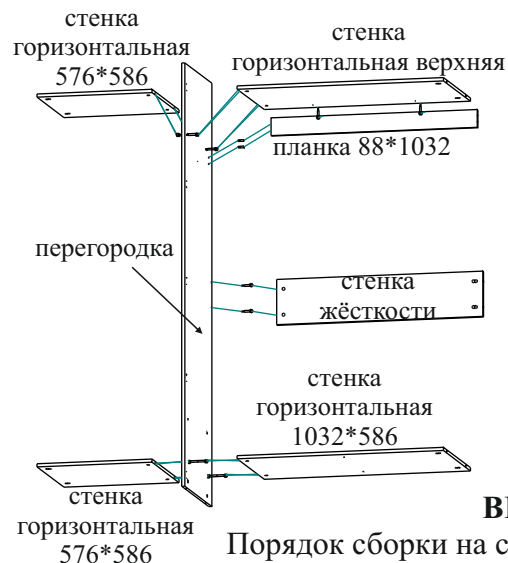 стенка
горизонтальная
576*586
стенка
горизонтальная верхняя
планка 88*1032
перегородка
стенка
жёсткости
стенка
горизонтальная
1032*586
стенка
горизонтальная
576*586
Порядок сборки на с